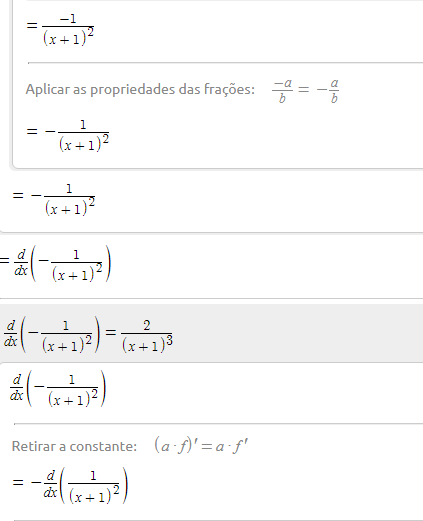 = -1/(x+1)^2
Aplicar as propriedades das frações: -a/b = -a/b
= -1/(x+1)^2
= -1/(x+1)^2
= d/dx(-1/(x+1)^2)
d/dx(-1/(x+1)^2) = 2/(x+1)^3
d/dx(-1/(x+1)^2)
Retirar a constante: (a·f)′=a·f′
= -d/dx(1/(x+1)^2)